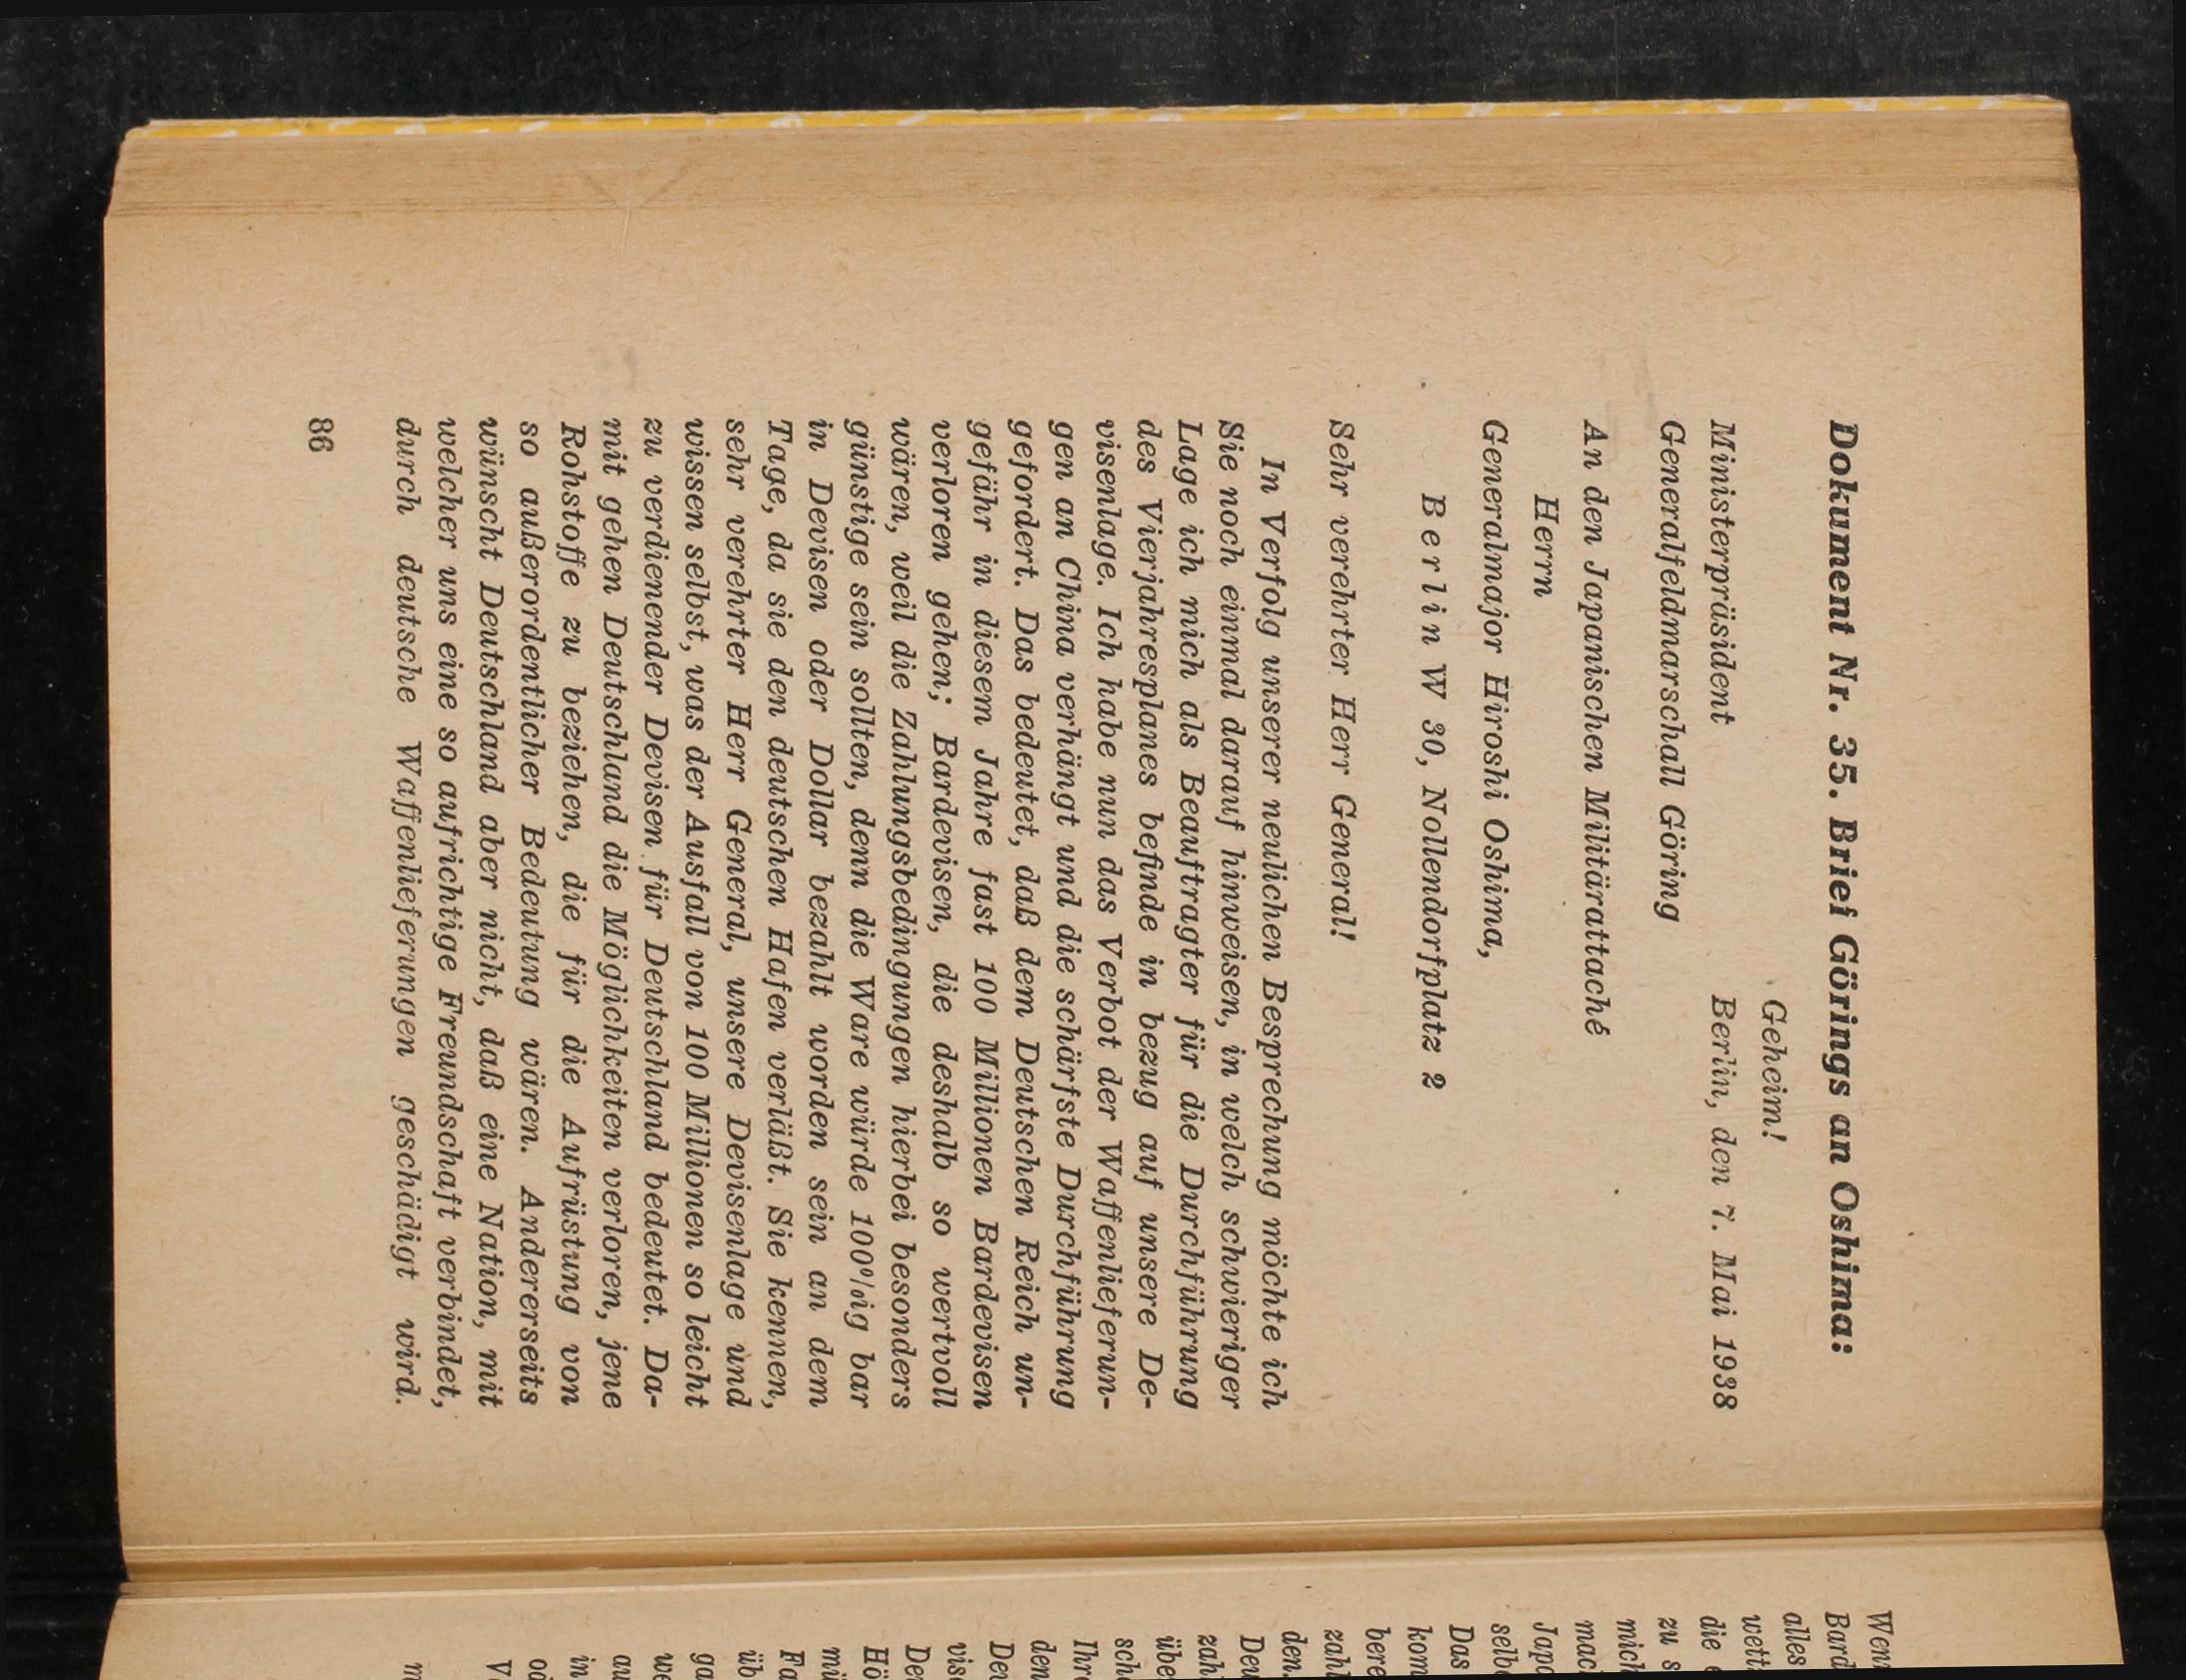 Dokument Nr. 35. Brief Görings an Oshima:
Geheim!
Ministerpräsident Berlin, den 7. Mai 1938
Generalfeldmarschall Göring
An den Japanischen Militärattaché
Herrn
Generalmajor Hiroshi Oshima,
Berlin W 30, Nollendorfplatz 2
Sehr verehrter Herr General!
In Verfolg unserer neulichen Besprechung möchte ich
Sie noch einmal darauf hinweisen, in welch schwieriger
Lage ich mich als Beauftragter für die Durchführung
des Vierjahresplanes befinde in bezug auf unsere De-
visenlage. Ich habe nun das Verbot der Waffenlieferun-
gen an China verhängt und die schärfste Durchführung
gefordert. Das bedeutet, daß dem Deutschen Reich un-
gefähr in diesem Jahre fast 100 Millionen Bardevisen
verloren gehen; Bardevisen, die deshalb so wertvoll
wären, weil die Zahlungsbedingungen hierbei besonders
günstige sein sollten, denn die Ware würde 100%ig bar
in Devisen oder Dollar bezahlt worden sein an dem
Tage, da sie den deutschen Hafen verläßt. Sie kennen,
sehr verehrter Herr General, unsere Devisenlage und
wissen selbst, was der Ausfall von 100 Millionen so leicht
zu verdienender Devisen für Deutschland bedeutet. Da-
mit gehen Deutschland die Möglichkeiten verloren, jene
Rohstoffe zu beziehen, die für die Aufrüstung von
so außerordentlicher Bedeutung wären. Andererseits
wünscht Deutschland aber nicht, daß eine Nation, mit
welcher uns eine so aufrichtige Freundschaft verbindet,
durch deutsche Waffenlieferungen geschädigt wird.
86
alles
zu
mich
Das